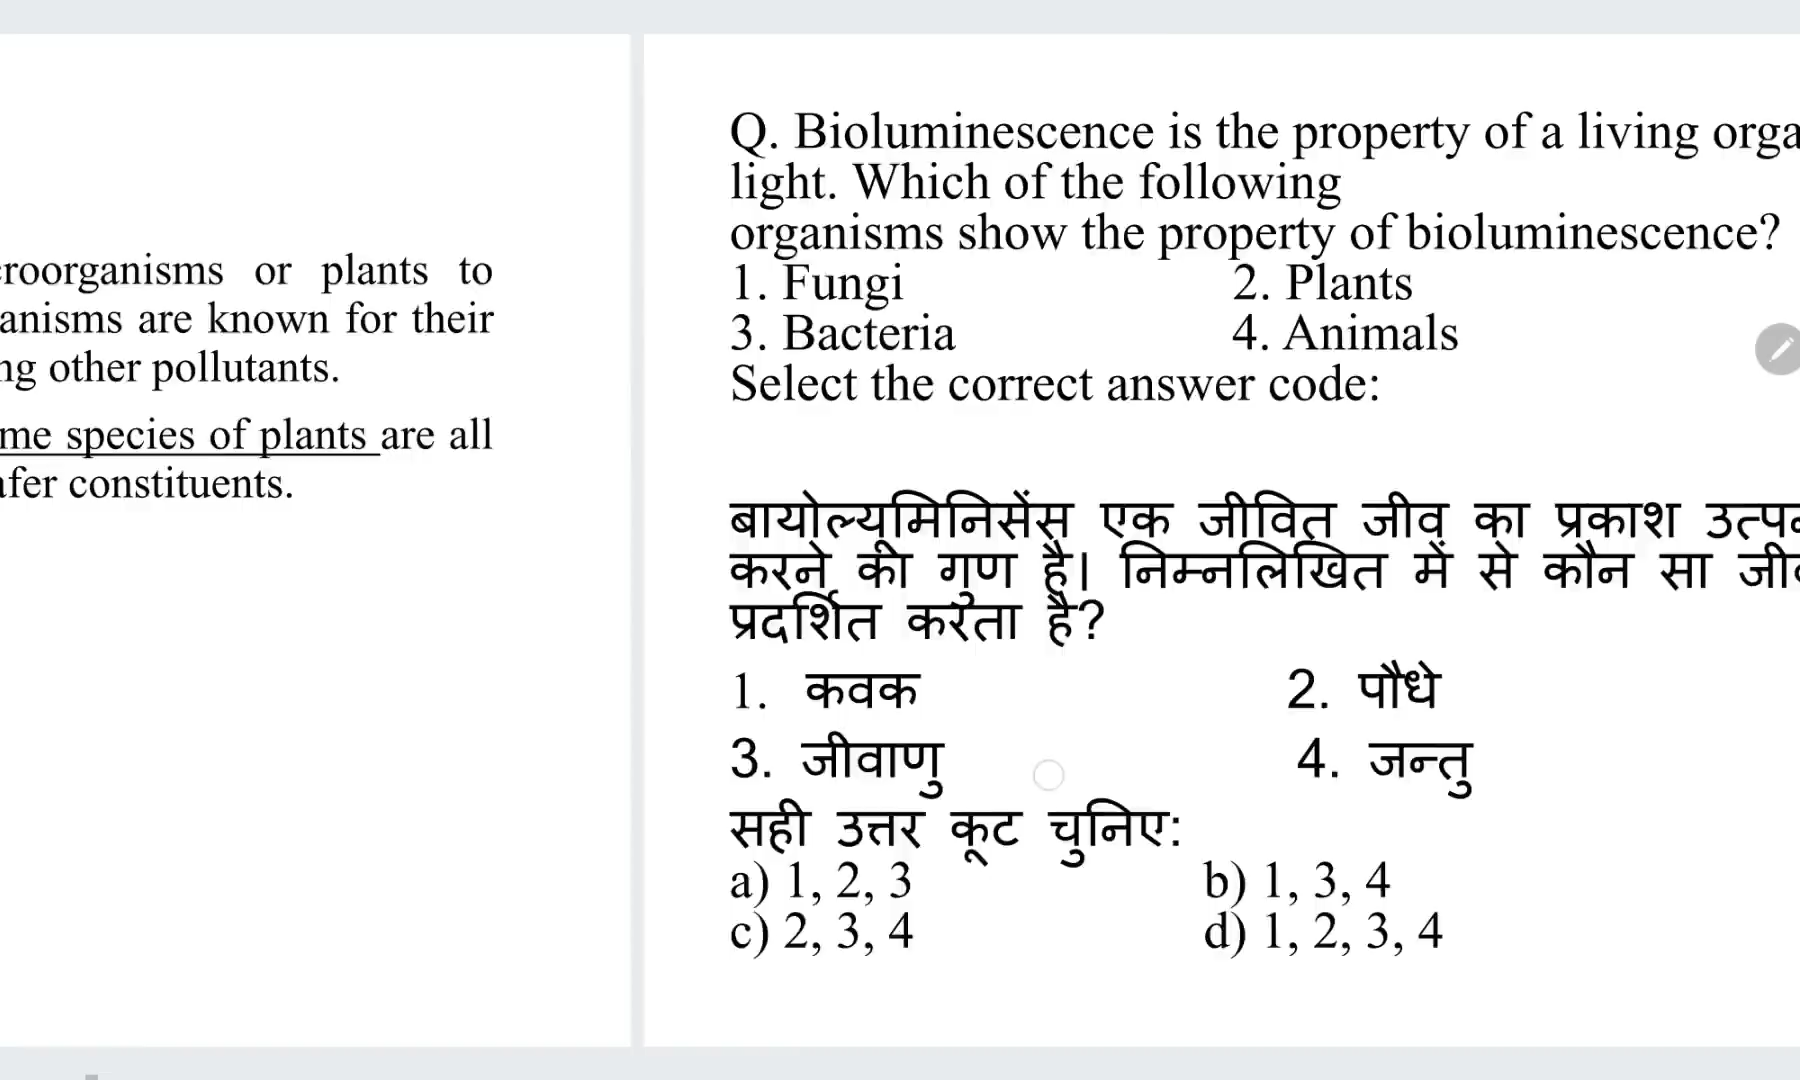 roorganisms or plants to
anisms are known for their
ng other pollutants.
me species of plants are all
afer constituents.
Q. Bioluminescence is the property of a living orga
light. Which of the following
organisms show the property of bioluminescence?
1. Fungi 2. Plants
3. Bacteria 4. Animals
Select the correct answer code:
बायोल्यूमिनिसेंस एक जीवित जीव का प्रकाश उत्पन
करने की गुण है। निम्नलिखित में से कौन सा जीव
प्रदर्शित करता है?
1. कवक 2. पौधे
3. जीवाणु 4. जन्तु
सही उत्तर कूट चुनिए:
a) 1, 2, 3 b) 1, 3, 4
c) 2, 3, 4 d) 1, 2, 3, 4